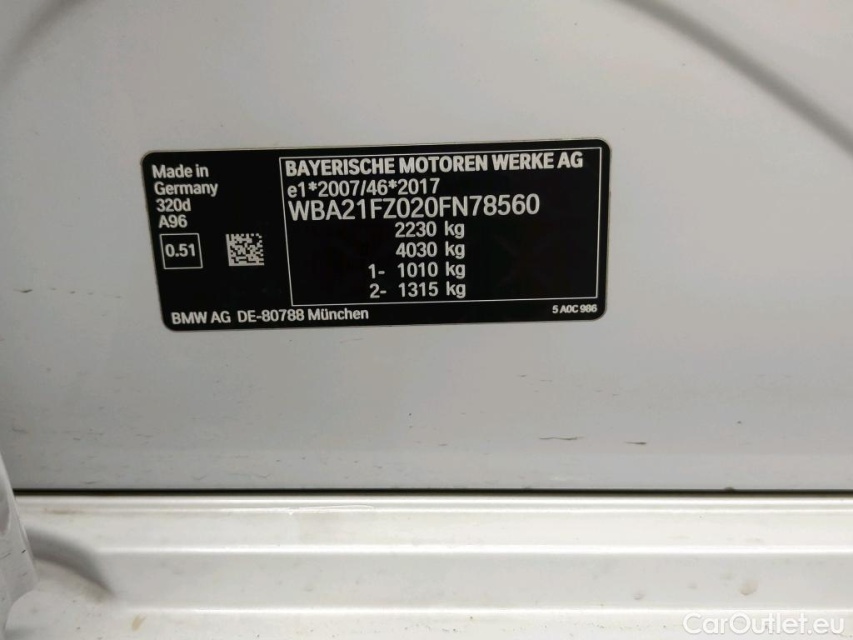 Made in
Germany
320d
A96
0.51
BAYERISCHE MOTOREN WERKE AG
e1*2007/46*2017
WBA21FZ020FN78560
2230 kg
4030 kg
1- 1010 kg
2- 1315 kg
BMW AG DE-80788 München
5 A0C 986
CarOutlet.eu